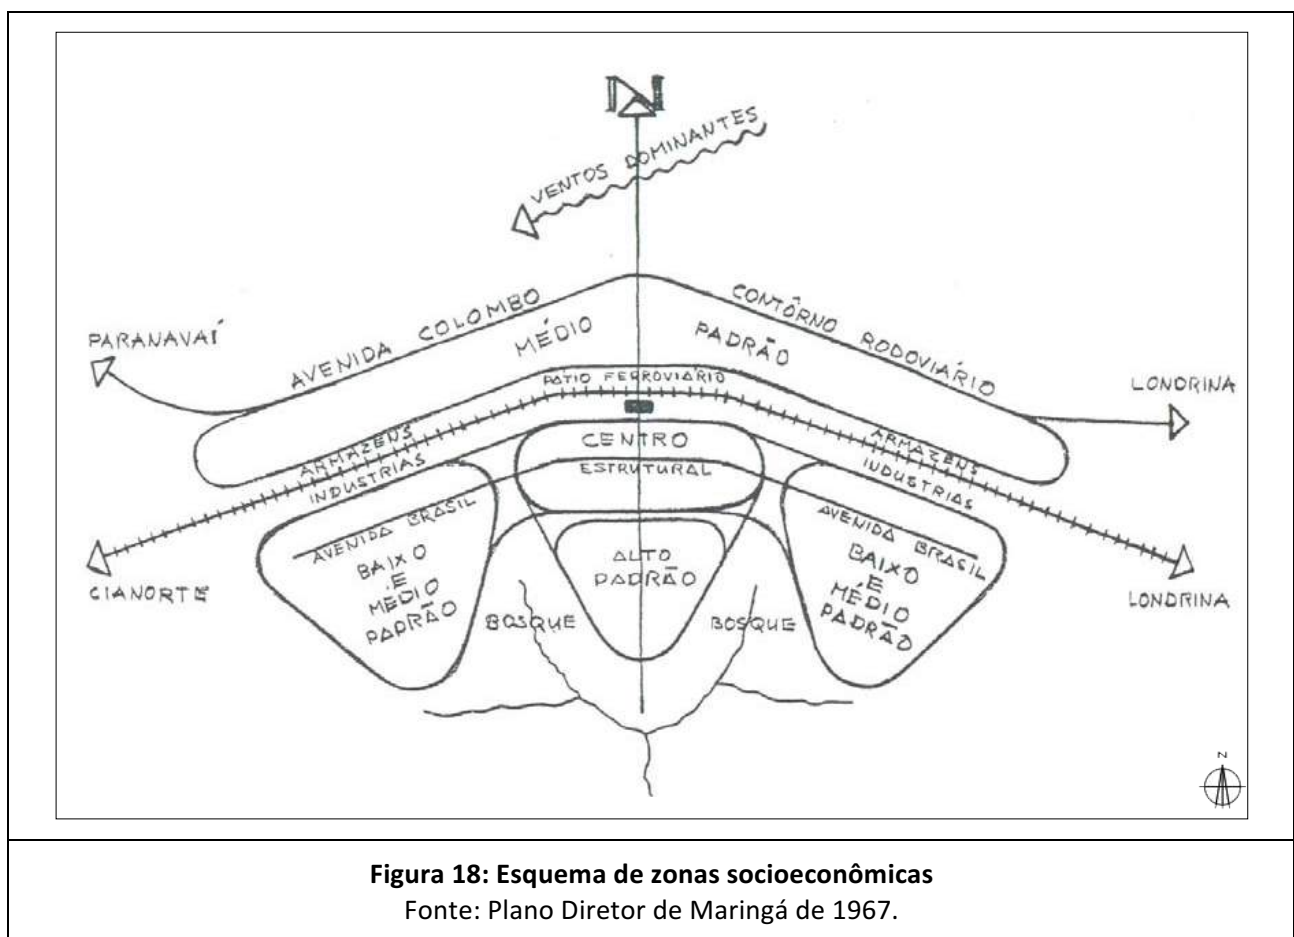 N
VENTOS DOMINANTES
PARANAVAÍ
AVENIDA COLOMBO
CONTÔRNO RODOVIÁRIO
MÉDIO
PADRÃO
LONDRINA
PÁTIO FERROVIÁRIO
ARMAZENS
ARMAZENS
INDUSTRIAS
INDUSTRIAS
CENTRO
ESTRUTURAL
AVENIDA BRASIL
AVENIDA BRASIL
BAIXO
E
MÉDIO
PADRÃO
ALTO
PADRÃO
BAIXO
E
MÉDIO
PADRÃO
CIANORTE
LONDRINA
BOSQUE
BOSQUE
N
Figura 18: Esquema de zonas socioeconômicas
Fonte: Plano Diretor de Maringá de 1967.